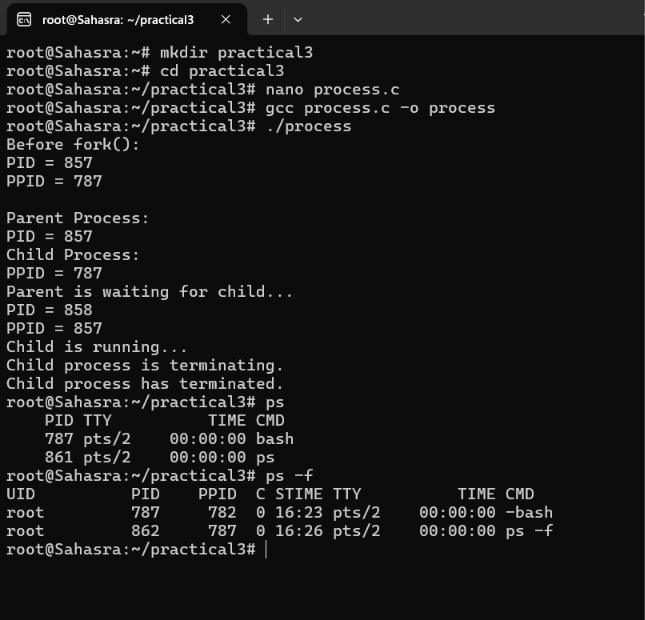 root@Sahasra: ~/practical3
root@Sahasra:~# mkdir practical3
root@Sahasra:~# cd practical3
root@Sahasra:~/practical3# nano process.c
root@Sahasra:~/practical3# gcc process.c -o process
root@Sahasra:~/practical3# ./process
Before fork():
PID = 857
PPID = 787

Parent Process:
PID = 857
Child Process:
PPID = 787
Parent is waiting for child...
PID = 858
PPID = 857
Child is running...
Child process is terminating.
Child process has terminated.
root@Sahasra:~/practical3# ps
    PID TTY          TIME CMD
    787 pts/2    00:00:00 bash
    861 pts/2    00:00:00 ps
root@Sahasra:~/practical3# ps -f
UID          PID    PPID  C STIME TTY          TIME CMD
root         787     782  0 16:23 pts/2    00:00:00 -bash
root         862     787  0 16:26 pts/2    00:00:00 ps -f
root@Sahasra:~/practical3#